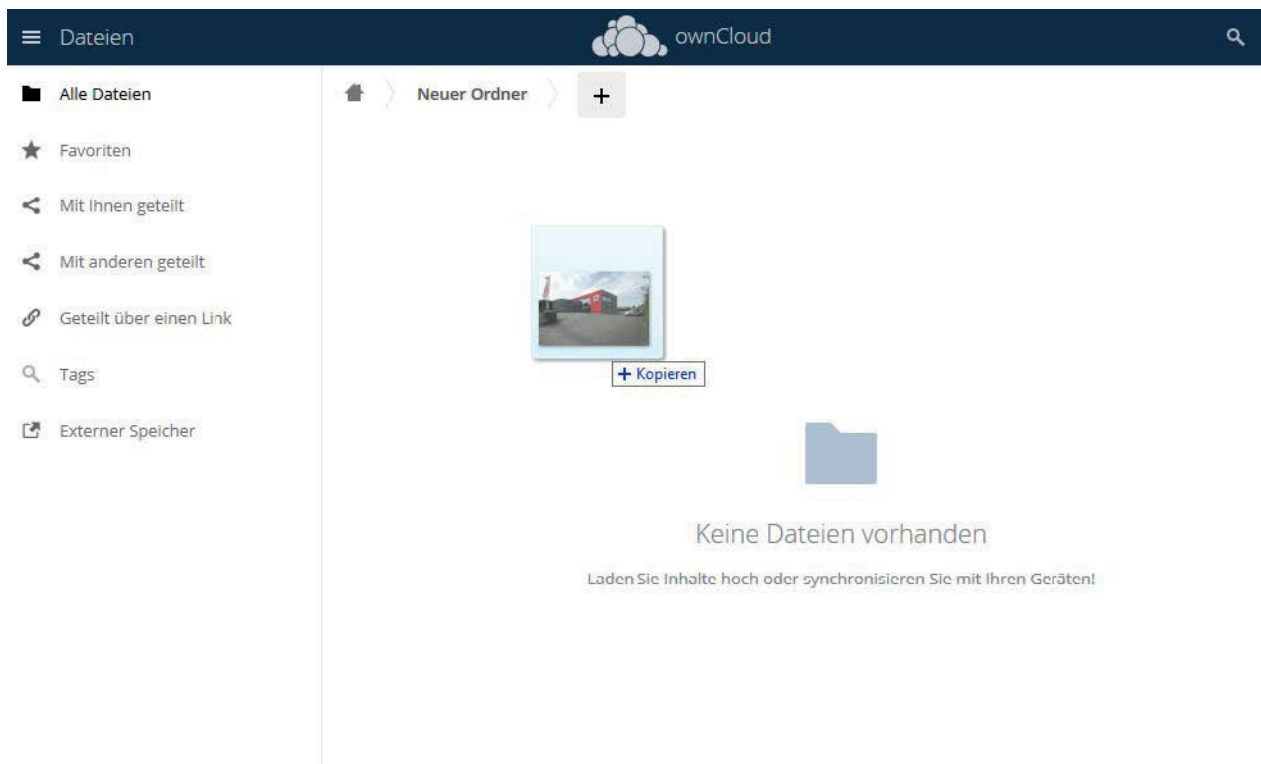 Dateien
ownCloud
Alle Dateien
Neuer Ordner
+
Favoriten
Mit Ihnen geteilt
Mit anderen geteilt
Geteilt über einen Link
Tags
Externer Speicher
+ Kopieren
Keine Dateien vorhanden
Laden Sie Inhalte hoch oder synchronisieren Sie mit Ihren Geräten!